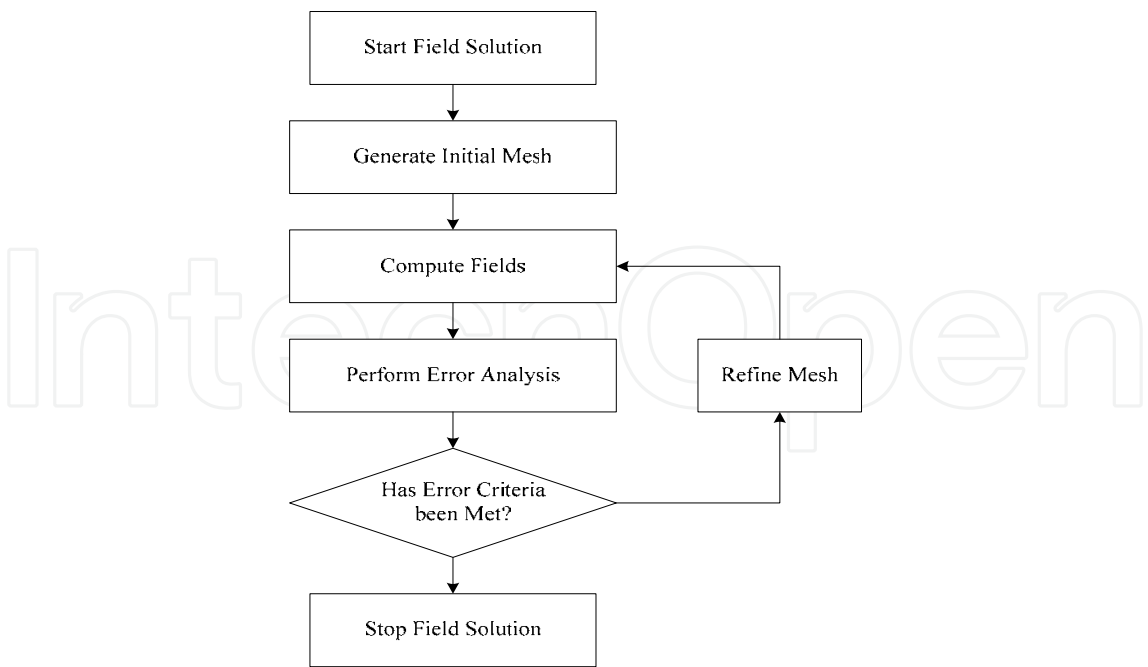 Start Field Solution
Generate Initial Mesh
Compute Fields
Perform Error Analysis
Refine Mesh
Has Error Criteria
been Met?
Stop Field Solution
IntechOpen